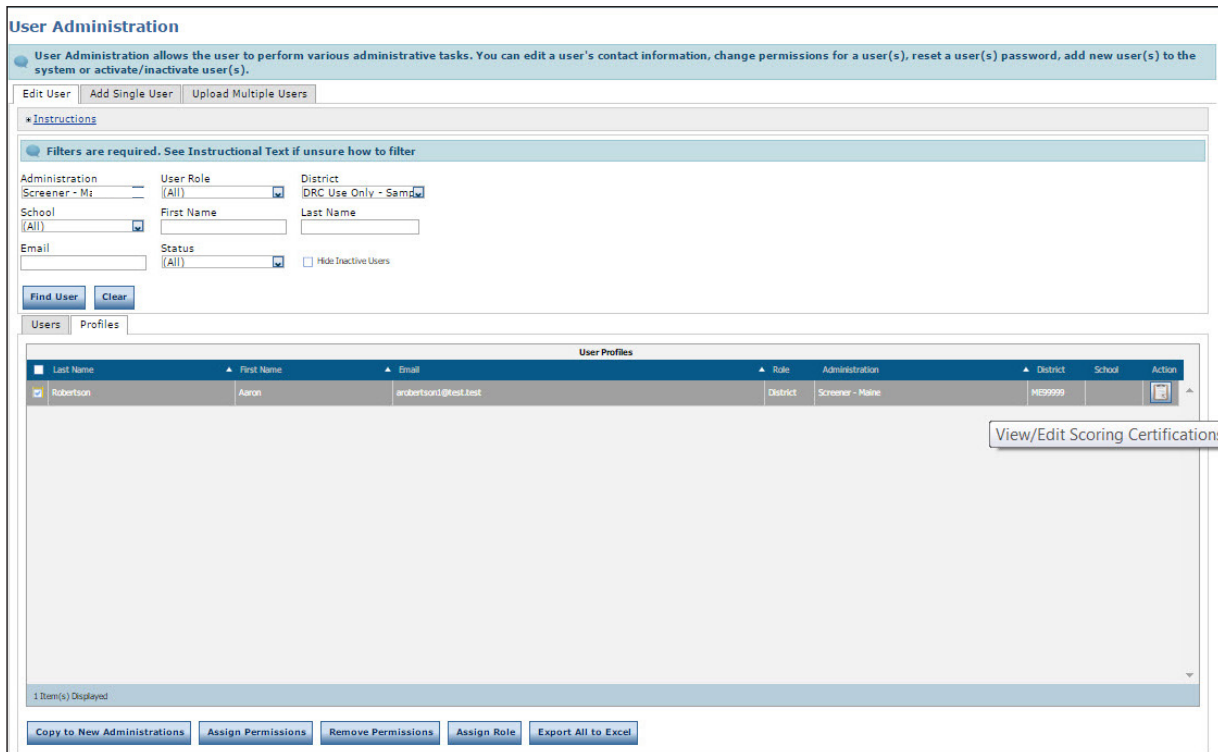 User Administration
User Administration allows the user to perform various administrative tasks. You can edit a user's contact information, change permissions for a user(s), reset a user(s) password, add new user(s) to the
system or activate/inactivate user(s).
Edit User Add Single User Upload Multiple Users
Instructions
Filters are required. See Instructional Text if unsure how to filter
Administration User Role District
Screener - Ma (All) DRC Use Only - Samp
School First Name Last Name
(All)
Email Status
(All) Hide Inactive Users
Find User Clear
Users Profiles
User Profiles
Last Name First Name Email Role Administration District School Action
Robertson Aaron arobertson1@test.test District Screener - Maine ME99999
View/Edit Scoring Certifications
1 Item(s) Displayed
Copy to New Administrations Assign Permissions Remove Permissions Assign Role Export All to Excel